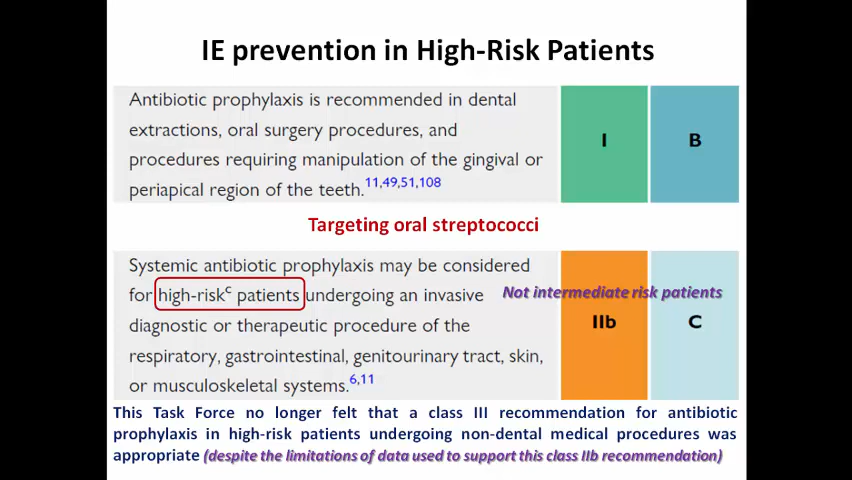 IE prevention in High-Risk Patients
Antibiotic prophylaxis is recommended in dental
extractions, oral surgery procedures, and
procedures requiring manipulation of the gingival or
periapical region of the teeth.11,49,51,108
I
B
Targeting oral streptococci
Systemic antibiotic prophylaxis may be considered
for high-riskc patients undergoing an invasive
diagnostic or therapeutic procedure of the
respiratory, gastrointestinal, genitourinary tract, skin,
or musculoskeletal systems.6,11
Not intermediate risk patients
IIb
C
This Task Force no longer felt that a class III recommendation for antibiotic
prophylaxis in high-risk patients undergoing non-dental medical procedures was
appropriate (despite the limitations of data used to support this class IIb recommendation)